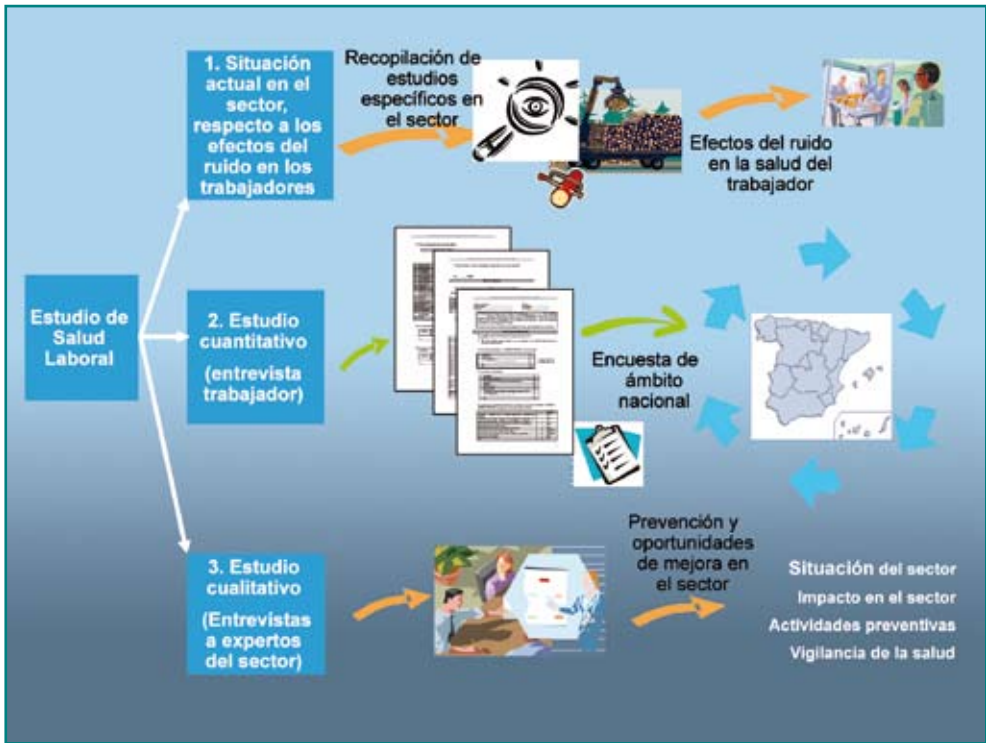 1. Situación
actual en el
sector,
respecto a los
efectos del
ruido en los
trabajadores
Recopilación de
estudios
específicos en
el sector
Efectos del ruido
en la salud del
trabajador
Estudio de
Salud
Laboral
2. Estudio
cuantitativo
(entrevista
trabajador)
Encuesta de
ámbito
nacional
3. Estudio
cualitativo
(Entrevistas
a expertos
del sector)
Prevención y
oportunidades
de mejora en
el sector
Situación del sector
Impacto en el sector
Actividades preventivas
Vigilancia de la salud